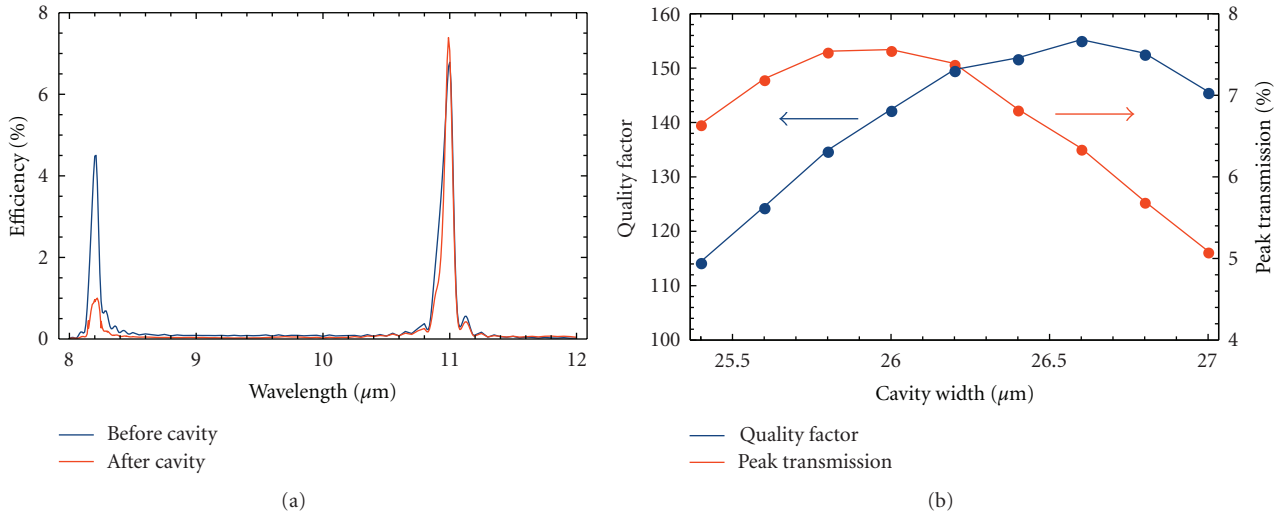 8
6
4
2
0
Efficiency (%)
8
9
10
11
12
Wavelength (μm)
Before cavity
After cavity
(a)
160
150
140
130
120
110
100
Quality factor
8
7
6
5
4
Peak transmission (%)
25.5
26
26.5
27
Cavity width (μm)
Quality factor
Peak transmission
(b)